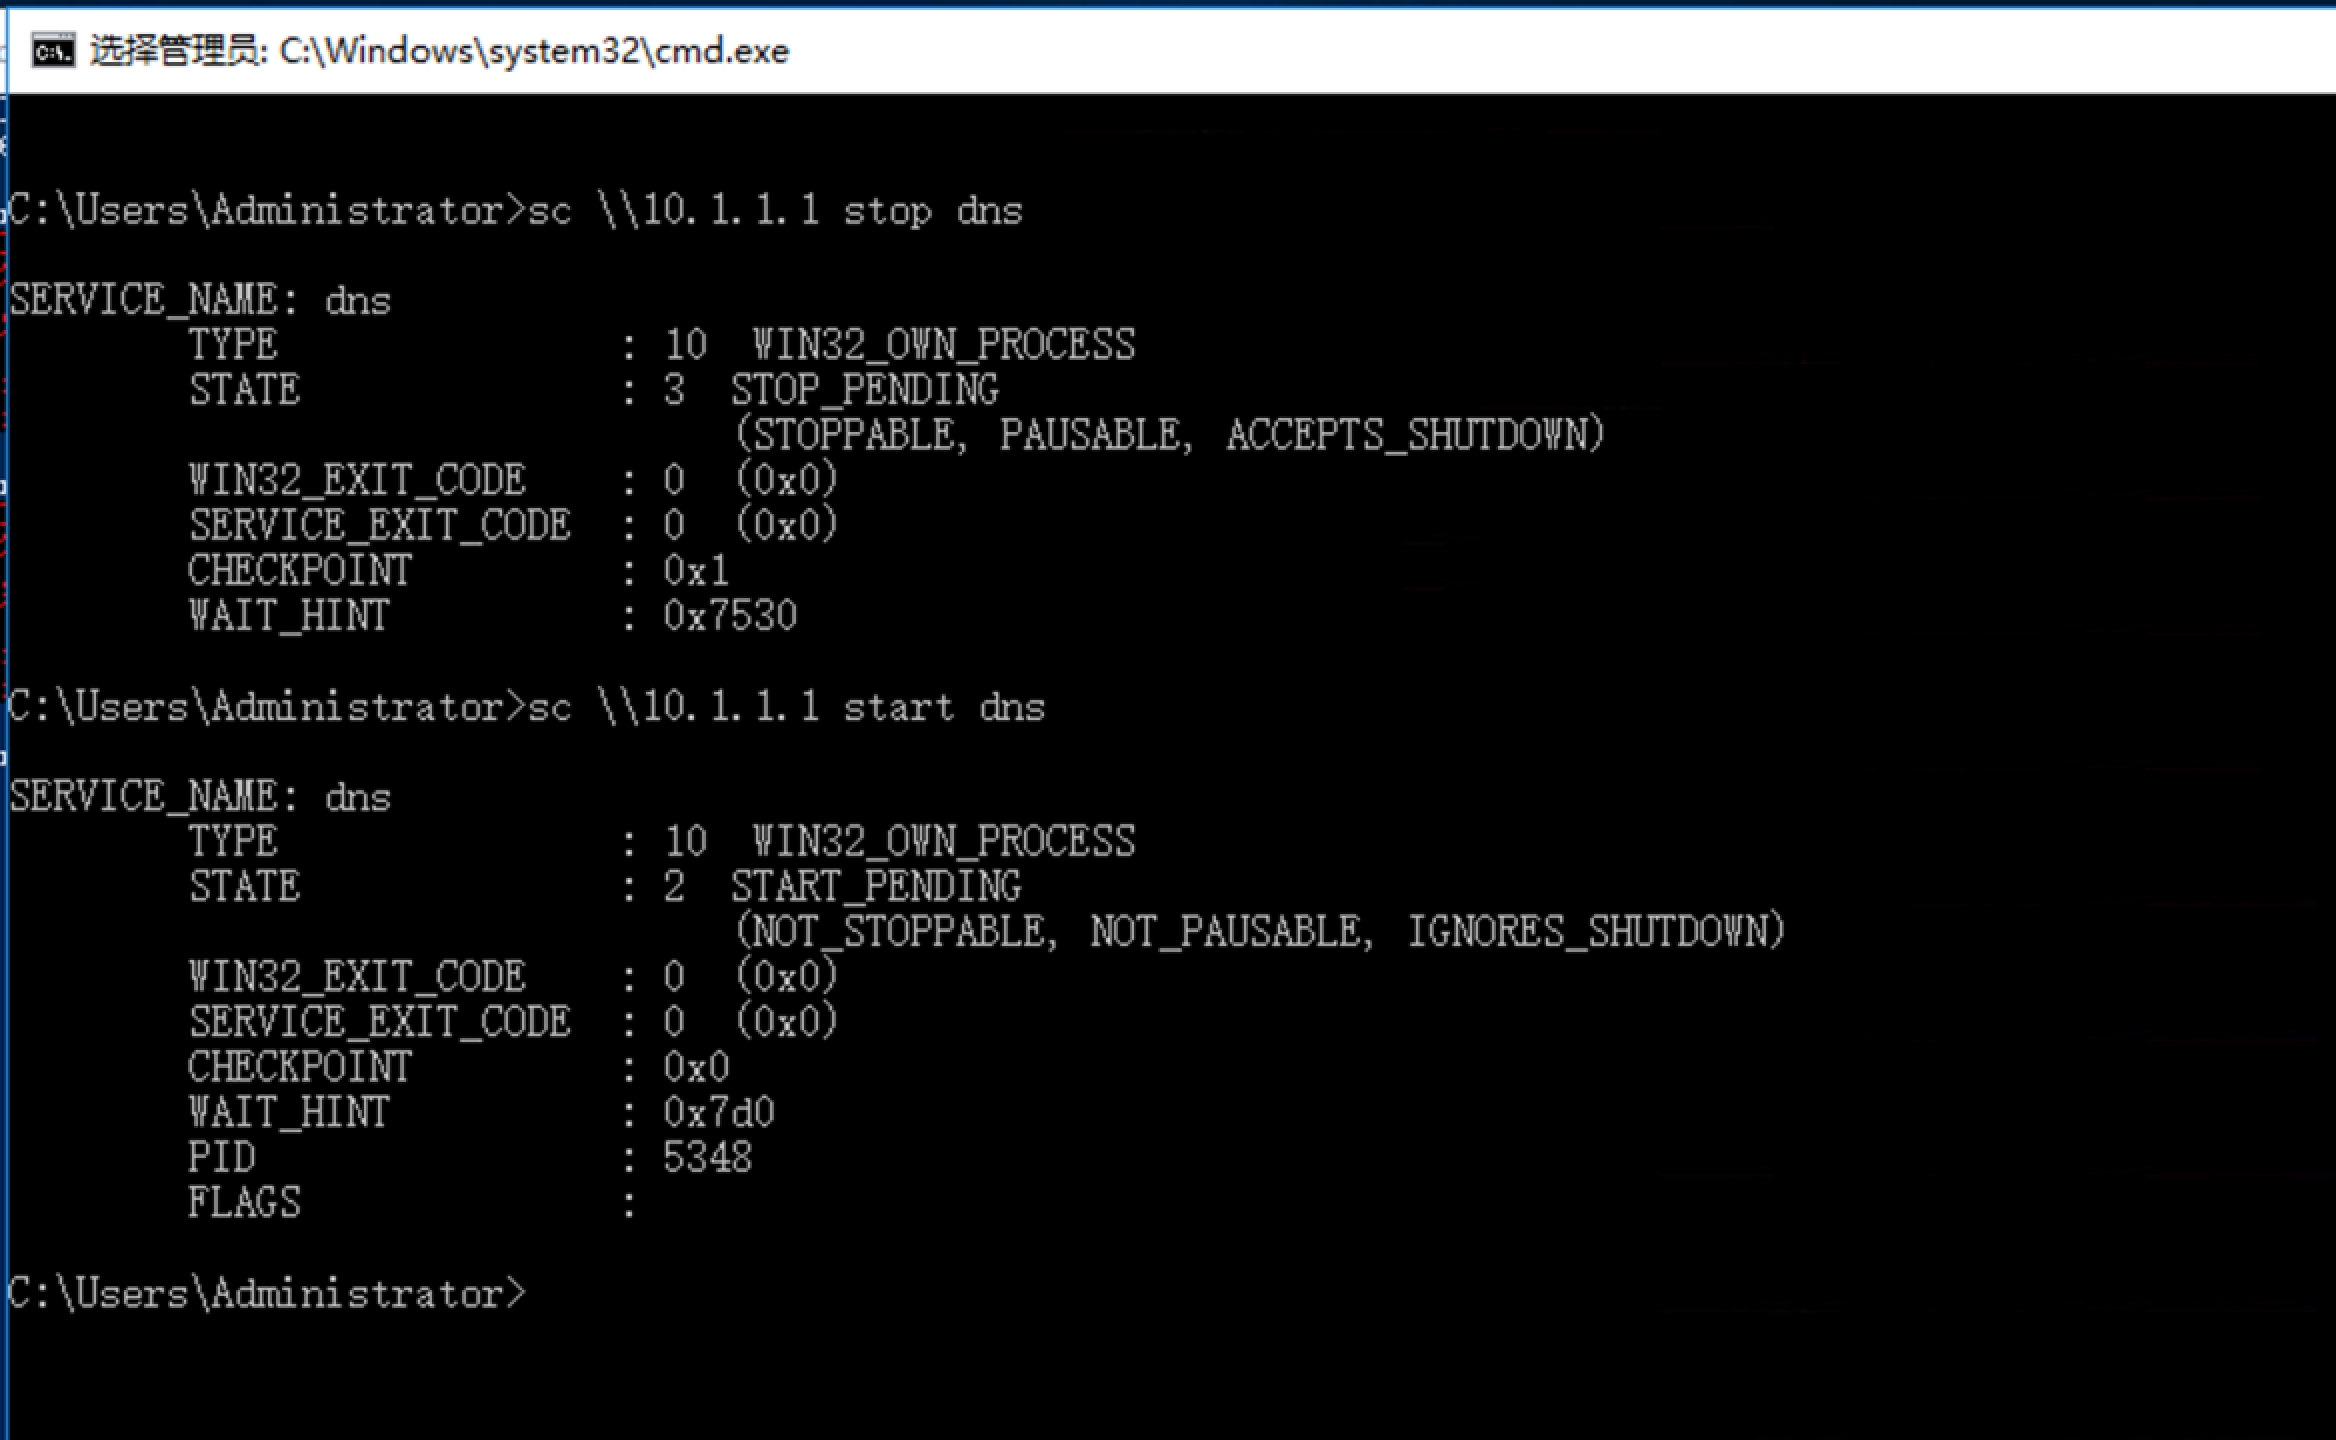 选择管理员: C:\Windows\system32\cmd.exe
C:\Users\Administrator>sc \\10.1.1.1 stop dns
SERVICE_NAME: dns
TYPE : 10 WIN32_OWN_PROCESS
STATE : 3 STOP_PENDING
(STOPPABLE, PAUSABLE, ACCEPTS_SHUTDOWN)
WIN32_EXIT_CODE : 0 (0x0)
SERVICE_EXIT_CODE : 0 (0x0)
CHECKPOINT : 0x1
WAIT_HINT : 0x7530
C:\Users\Administrator>sc \\10.1.1.1 start dns
SERVICE_NAME: dns
TYPE : 10 WIN32_OWN_PROCESS
STATE : 2 START_PENDING
(NOT_STOPPABLE, NOT_PAUSABLE, IGNORES_SHUTDOWN)
WIN32_EXIT_CODE : 0 (0x0)
SERVICE_EXIT_CODE : 0 (0x0)
CHECKPOINT : 0x0
WAIT_HINT : 0x7d0
PID : 5348
FLAGS :
C:\Users\Administrator>